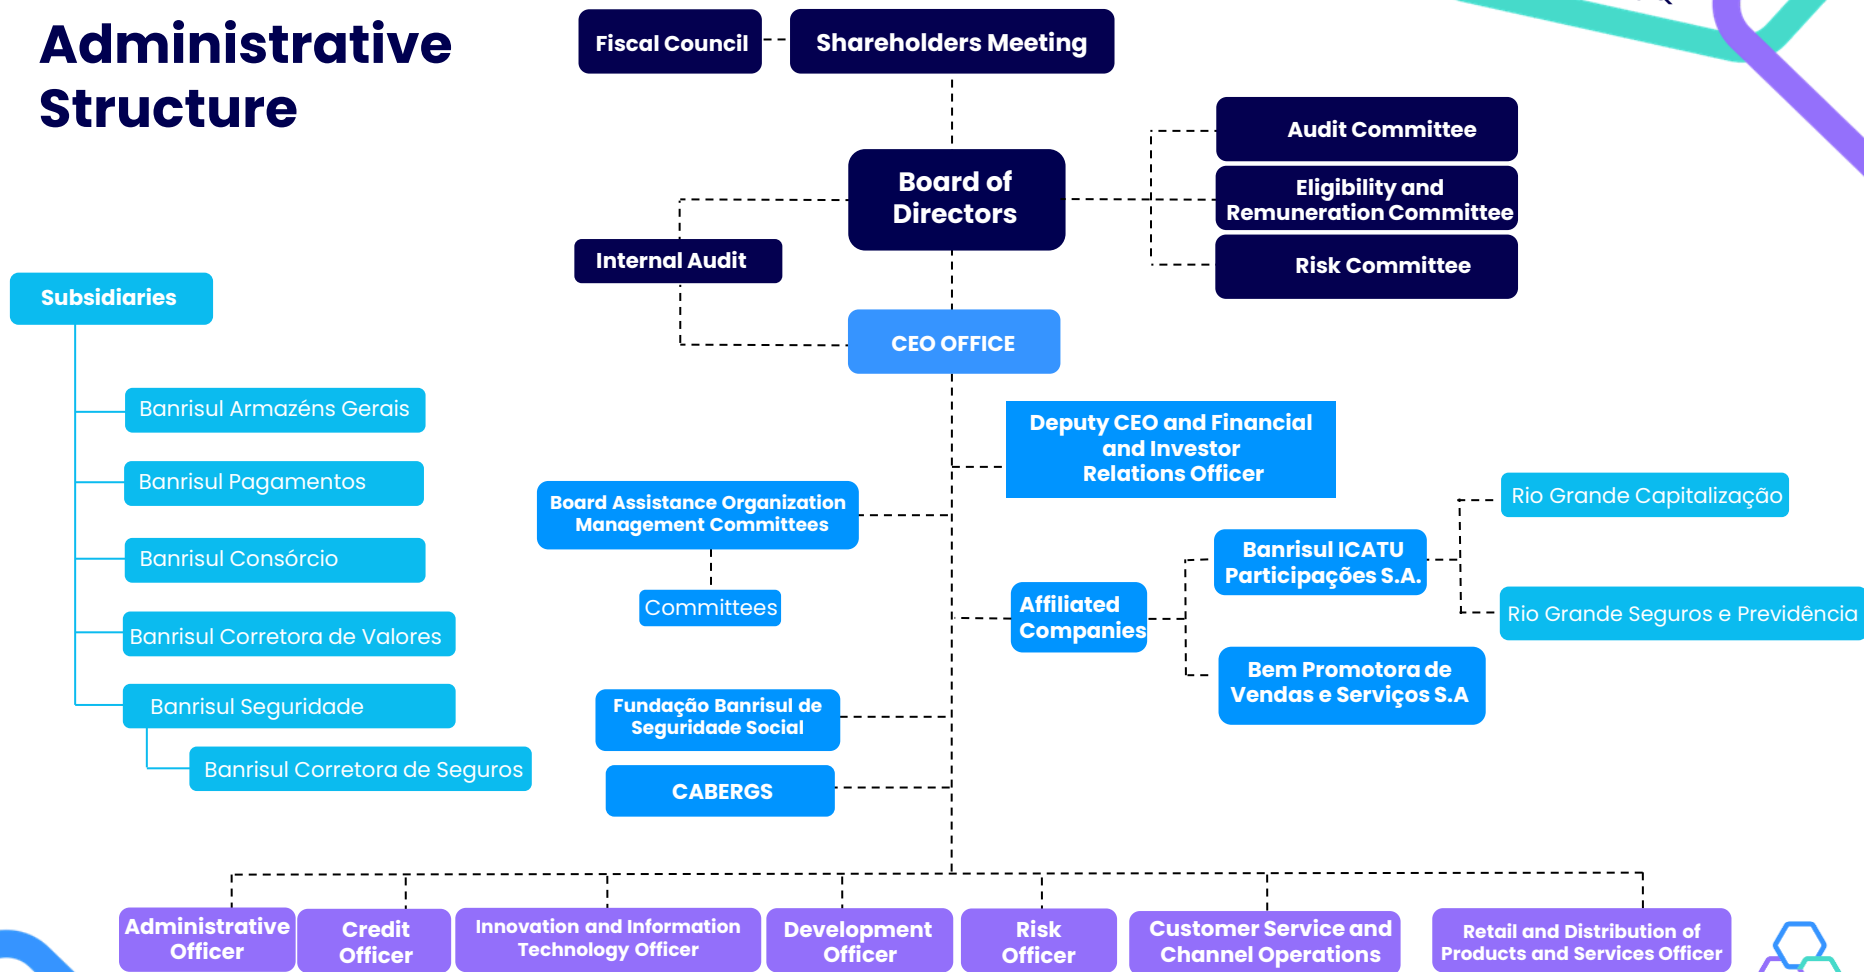 Administrative
Structure
Fiscal Council
Shareholders Meeting
Board of
Directors
Audit Committee
Eligibility and
Remuneration Committee
Risk Committee
Internal Audit
CEO OFFICE
Subsidiaries
Banrisul Armazéns Gerais
Banrisul Pagamentos
Banrisul Consórcio
Banrisul Corretora de Valores
Banrisul Seguridade
Banrisul Corretora de Seguros
Deputy CEO and Financial
and Investor
Relations Officer
Board Assistance Organization
Management Committees
Committees
Affiliated
Companies
Banrisul ICATU
Participações S.A.
Rio Grande Capitalização
Rio Grande Seguros e Previdência
Bem Promotora de
Vendas e Serviços S.A
Fundação Banrisul de
Seguridade Social
CABERGS
Administrative
Officer
Credit
Officer
Innovation and Information
Technology Officer
Development
Officer
Risk
Officer
Customer Service and
Channel Operations
Retail and Distribution of
Products and Services Officer